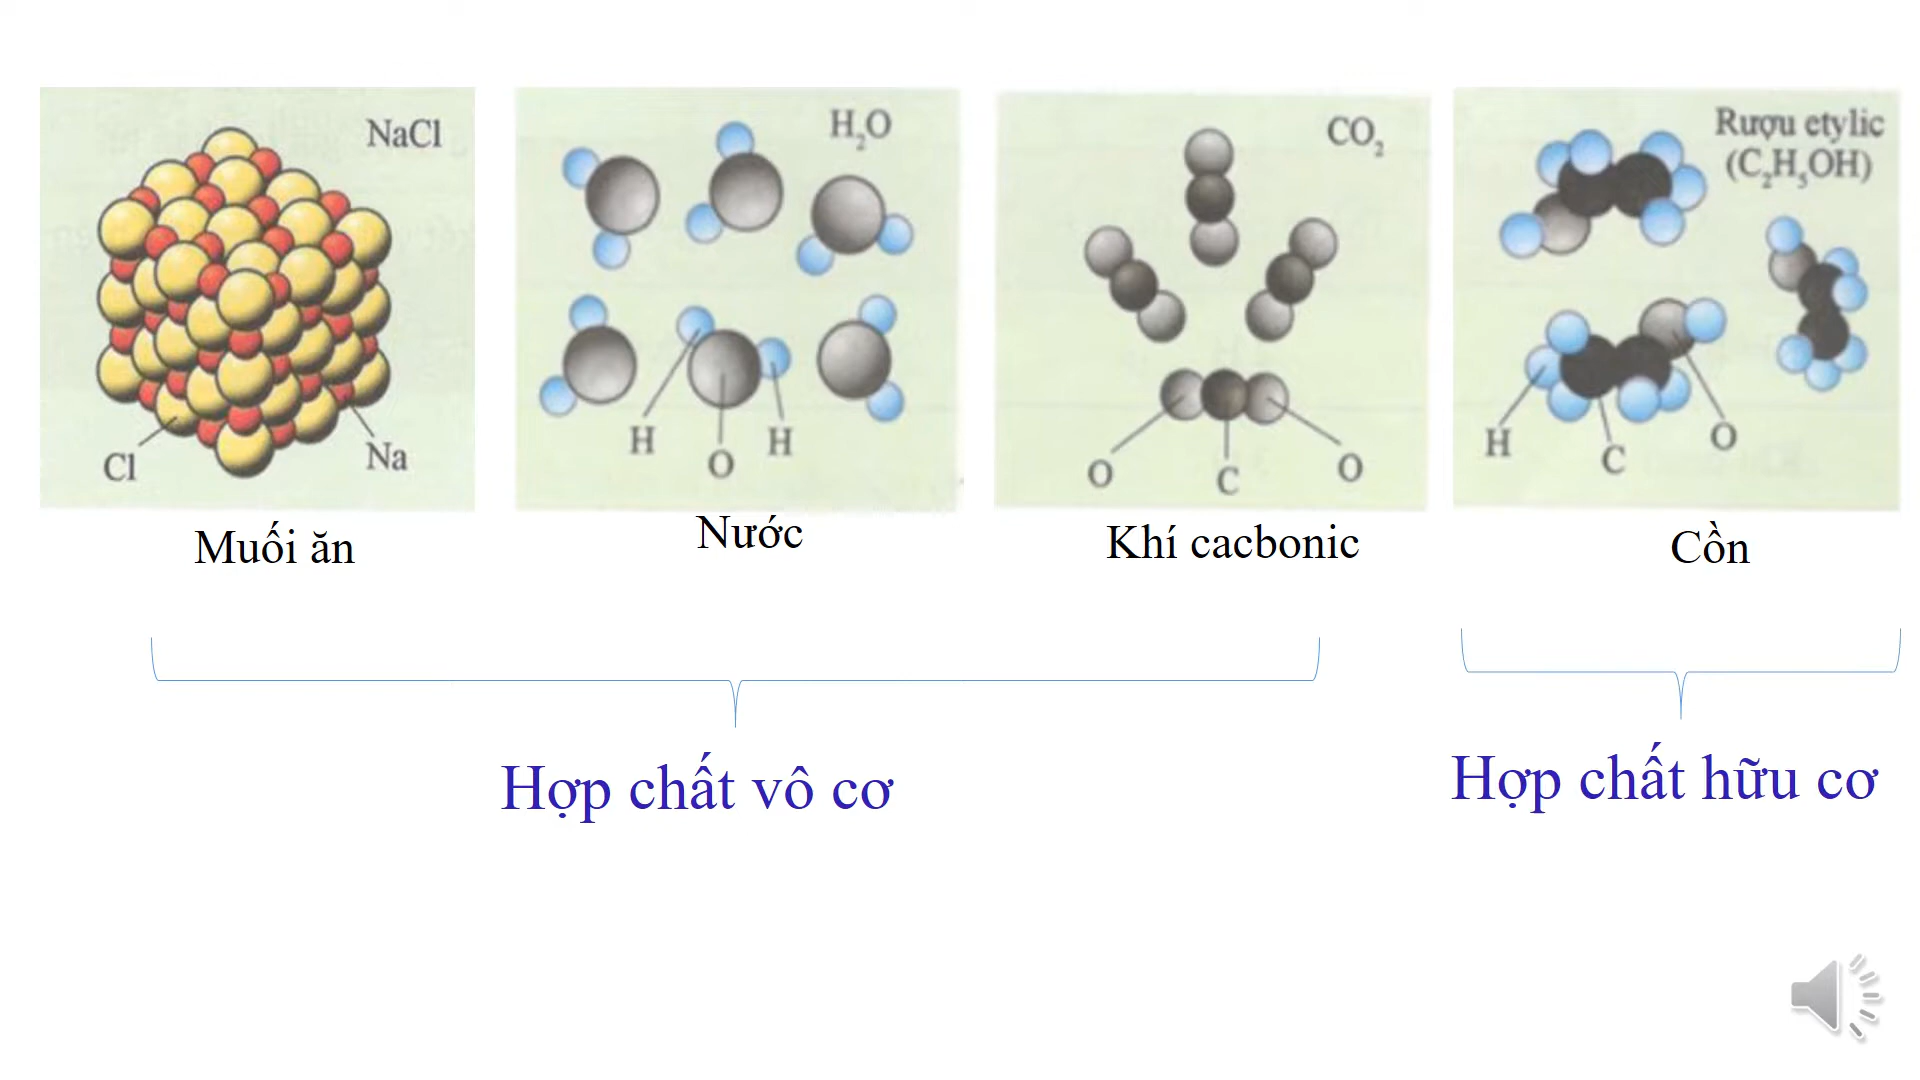 NaCl
Cl
Na
Muối ăn
H₂O
H
O
H
Nước
CO₂
O
C
O
Khí cacbonic
Rượu etylic
(C₂H₅OH)
H
C
O
Cồn
Hợp chất vô cơ
Hợp chất hữu cơ